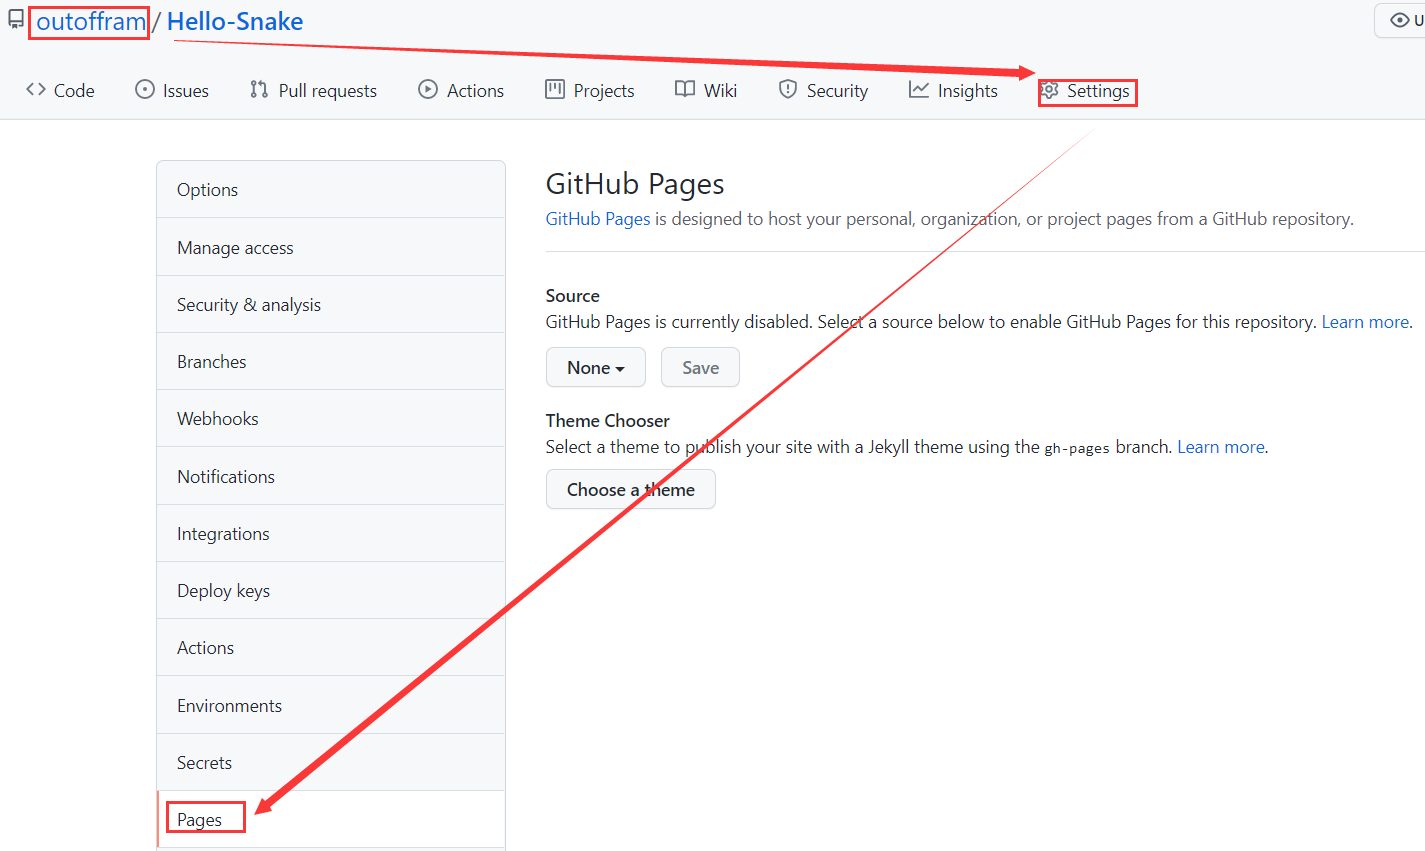 outoffram / Hello-Snake
Code Issues Pull requests Actions Projects Wiki Security Insights Settings
Options
Manage access
Security & analysis
Branches
Webhooks
Notifications
Integrations
Deploy keys
Actions
Environments
Secrets
Pages
GitHub Pages
GitHub Pages is designed to host your personal, organization, or project pages from a GitHub repository.
Source
GitHub Pages is currently disabled. Select a source below to enable GitHub Pages for this repository. Learn more.
None Save
Theme Chooser
Select a theme to publish your site with a Jekyll theme using the gh-pages branch. Learn more.
Choose a theme